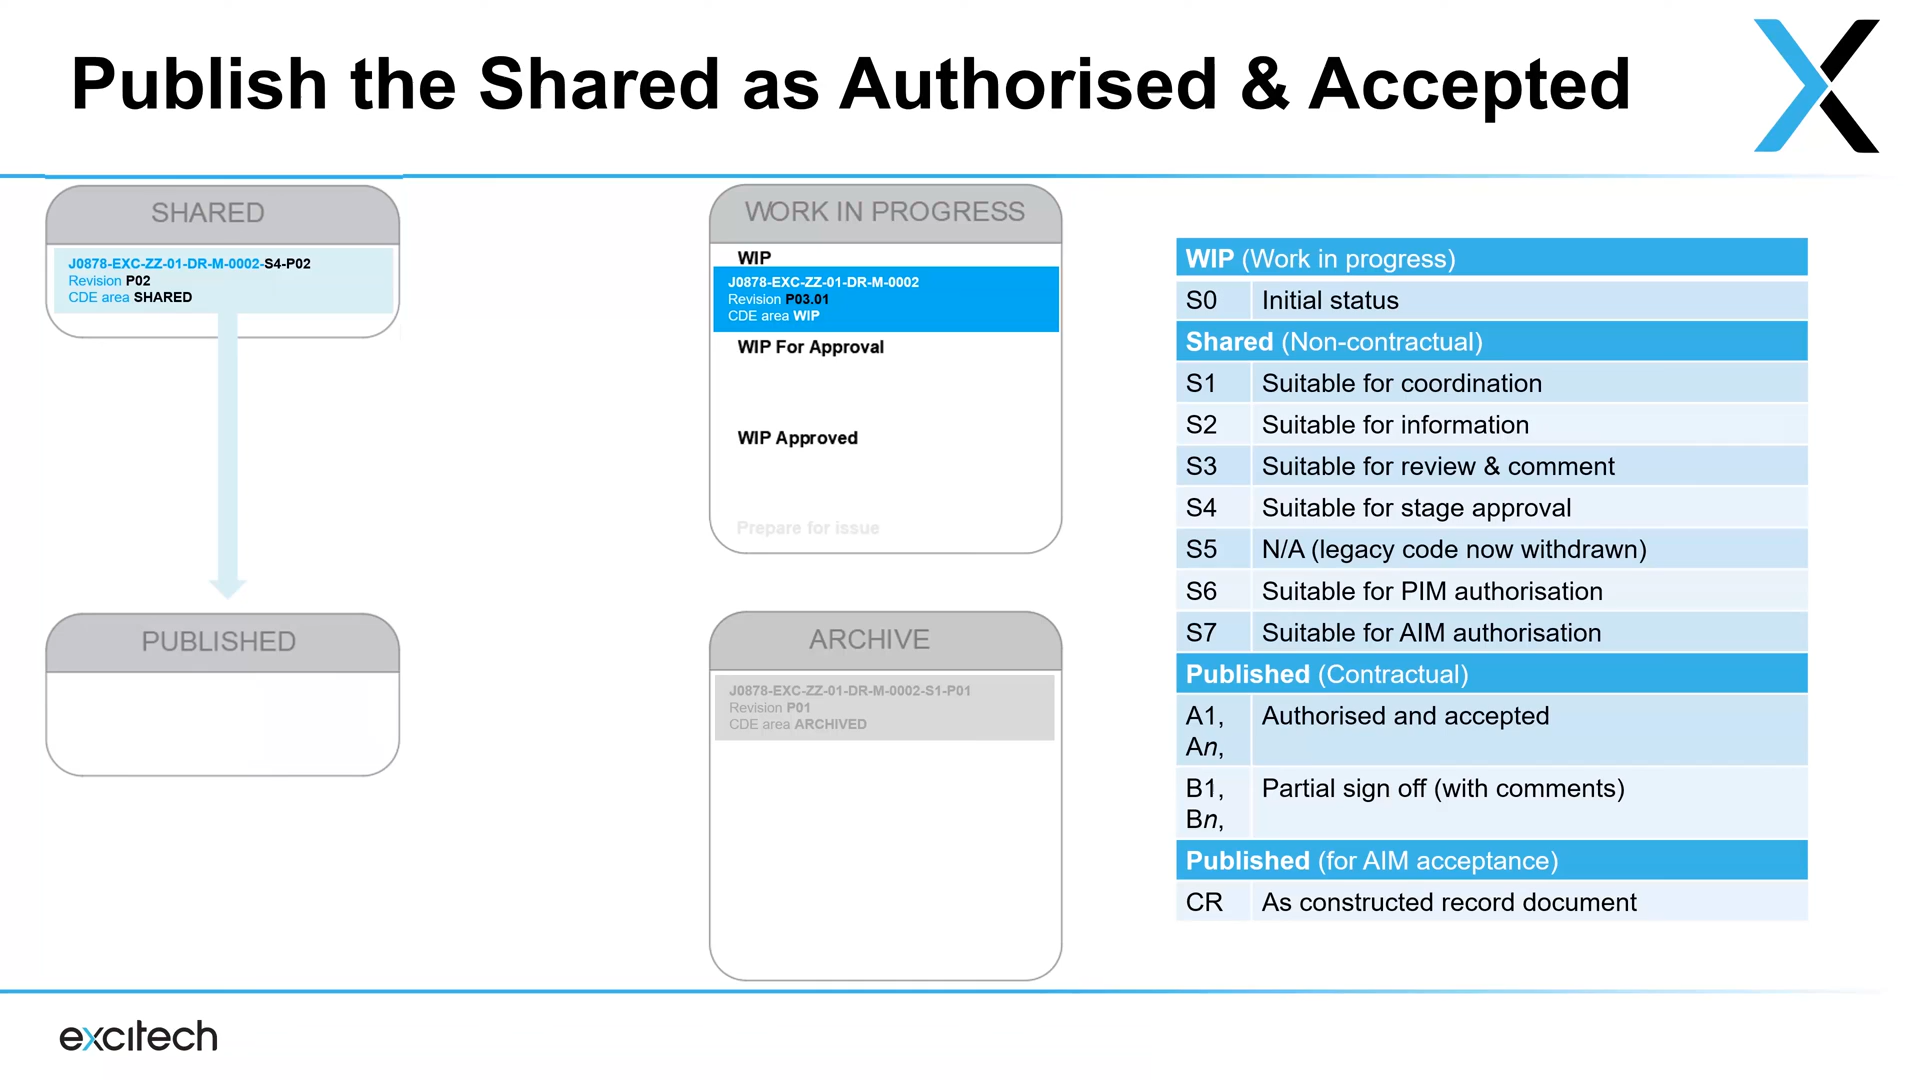 Publish the Shared as Authorised & Accepted
SHARED
J0878-EXC-ZZ-01-DR-M-0002-S4-P02
Revision P02
CDE area SHARED
PUBLISHED
WORK IN PROGRESS
WIP
J0878-EXC-ZZ-01-DR-M-0002
Revision P03.01
CDE area WIP
WIP For Approval
WIP Approved
Prepare for issue
ARCHIVE
J0878-EXC-ZZ-01-DR-M-0002-S1-P01
Revision P01
CDE area ARCHIVED
WIP (Work in progress)
S0 Initial status
Shared (Non-contractual)
S1 Suitable for coordination
S2 Suitable for information
S3 Suitable for review & comment
S4 Suitable for stage approval
S5 N/A (legacy code now withdrawn)
S6 Suitable for PIM authorisation
S7 Suitable for AIM authorisation
Published (Contractual)
A1, Authorised and accepted
An,
B1, Partial sign off (with comments)
Bn,
Published (for AIM acceptance)
CR As constructed record document
excitech